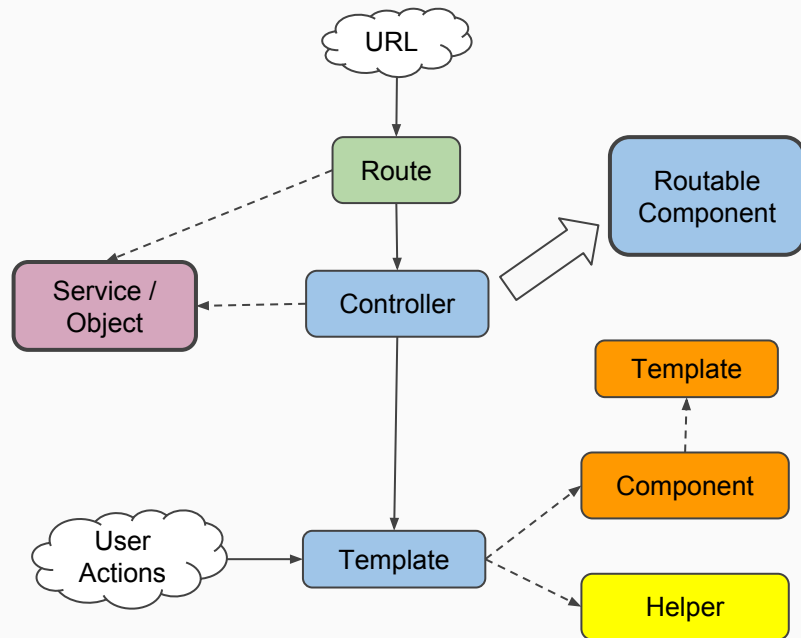 URL
Route
Routable
Component
Service /
Object
Controller
Template
Component
User
Actions
Template
Helper